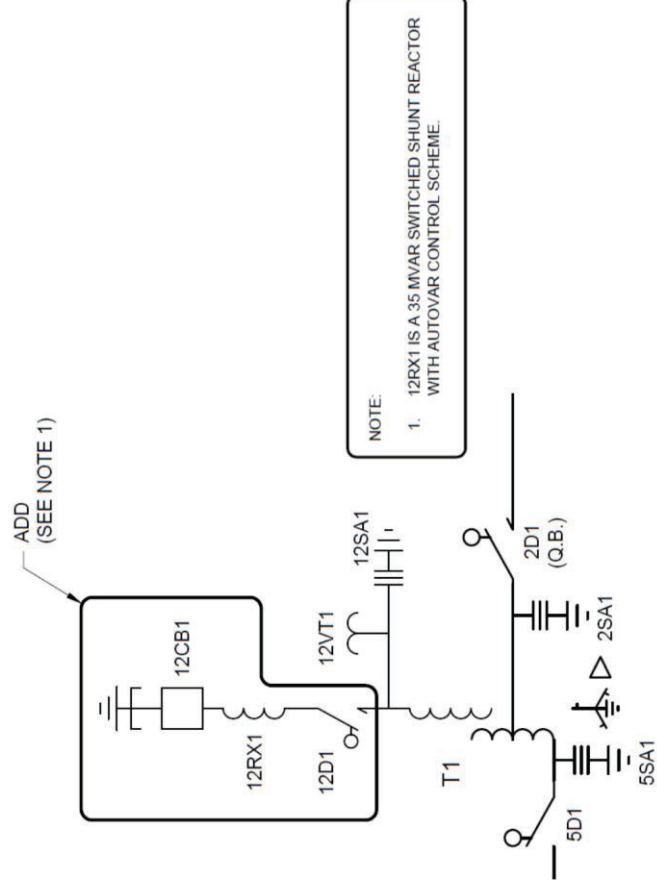 ADD
(SEE NOTE 1)
12CB1
12RX1
12D1
12VT1
12SA1
T1
2D1
(Q.B.)
2SA1
5D1
5SA1
NOTE:
1. 12RX1 IS A 35 MVAR SWITCHED SHUNT REACTOR
WITH AUTOVAR CONTROL SCHEME.